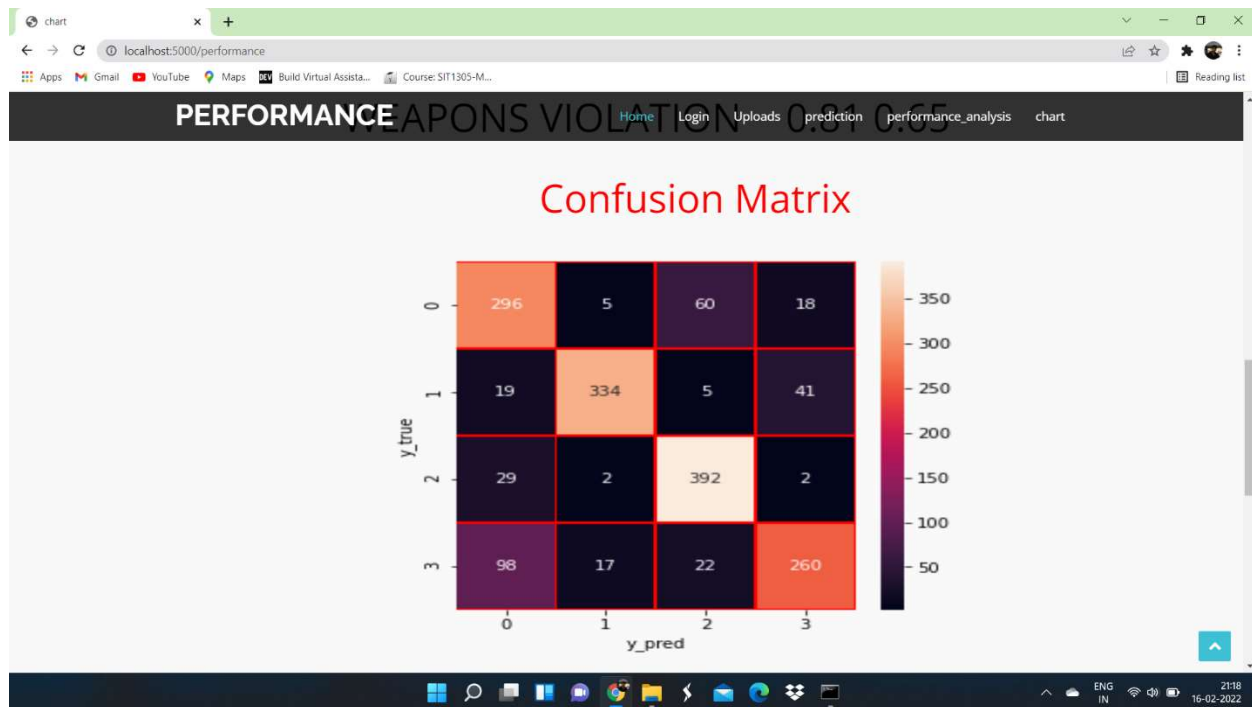 chart
localhost:5000/performance
Apps Gmail YouTube Maps DEV Build Virtual Assista... Course: SIT1305-M... Reading list
PERFORMANCE Home Login Uploads prediction performance_analysis chart
WEAPONS VIOLATION 0.81 0.65
Confusion Matrix
0 296 5 60 18
1 19 334 5 41
2 29 2 392 2
3 98 17 22 260
0 1 2 3
y_pred
y_true
350
300
250
200
150
100
50
ENG 21:18
IN 16-02-2022